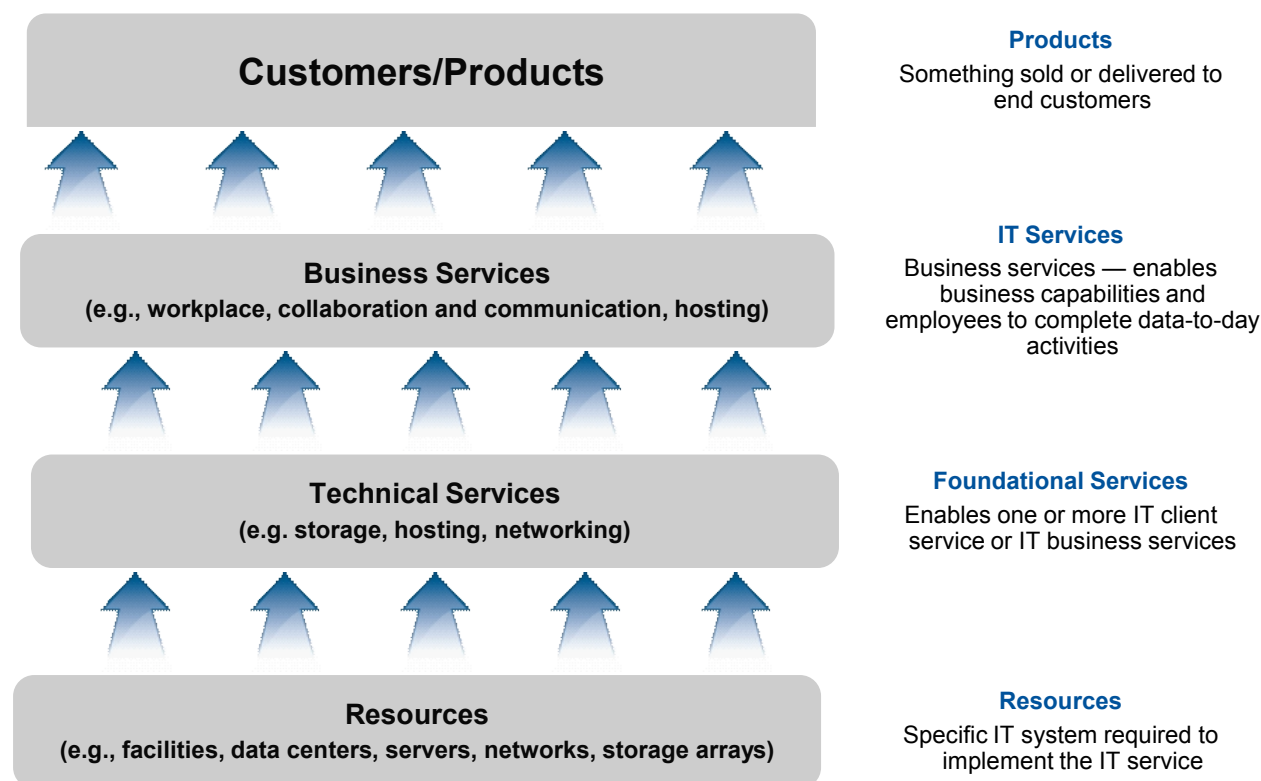 Customers/Products
Products
Something sold or delivered to
end customers
Business Services
(e.g., workplace, collaboration and communication, hosting)
IT Services
Business services — enables
business capabilities and
employees to complete data-to-day
activities
Technical Services
(e.g. storage, hosting, networking)
Foundational Services
Enables one or more IT client
service or IT business services
Resources
(e.g., facilities, data centers, servers, networks, storage arrays)
Resources
Specific IT system required to
implement the IT service